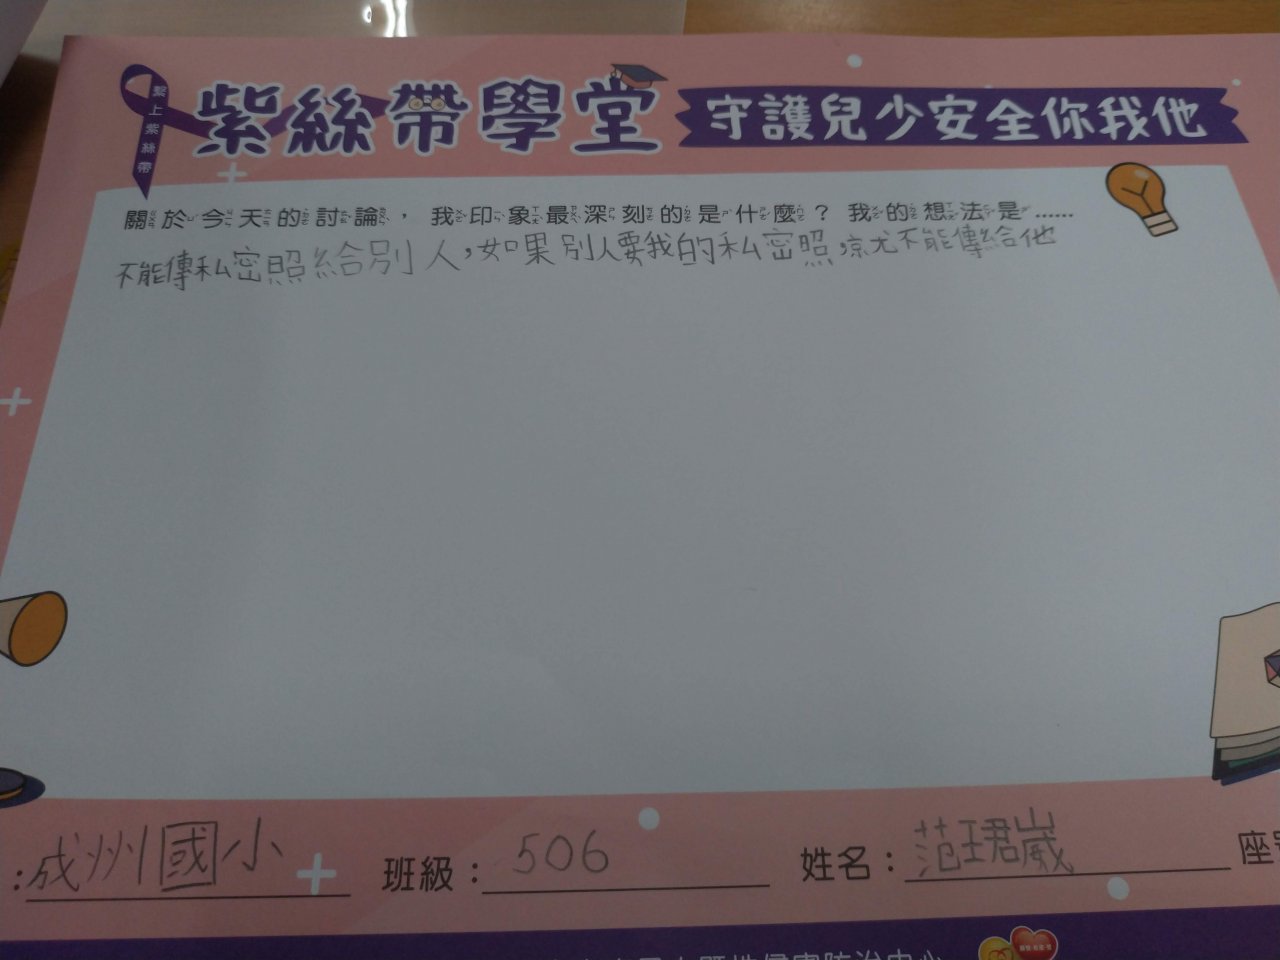 繫上紫絲帶
紫絲帶學堂
守護兒少安全你我他
關於今天的討論，我印象最深刻的是什麼？我的想法是......
不能傳私密照給別人，如果別人要我的私密照，就不能傳給他
:成州國小
班級：506
姓名：范珺崴
座